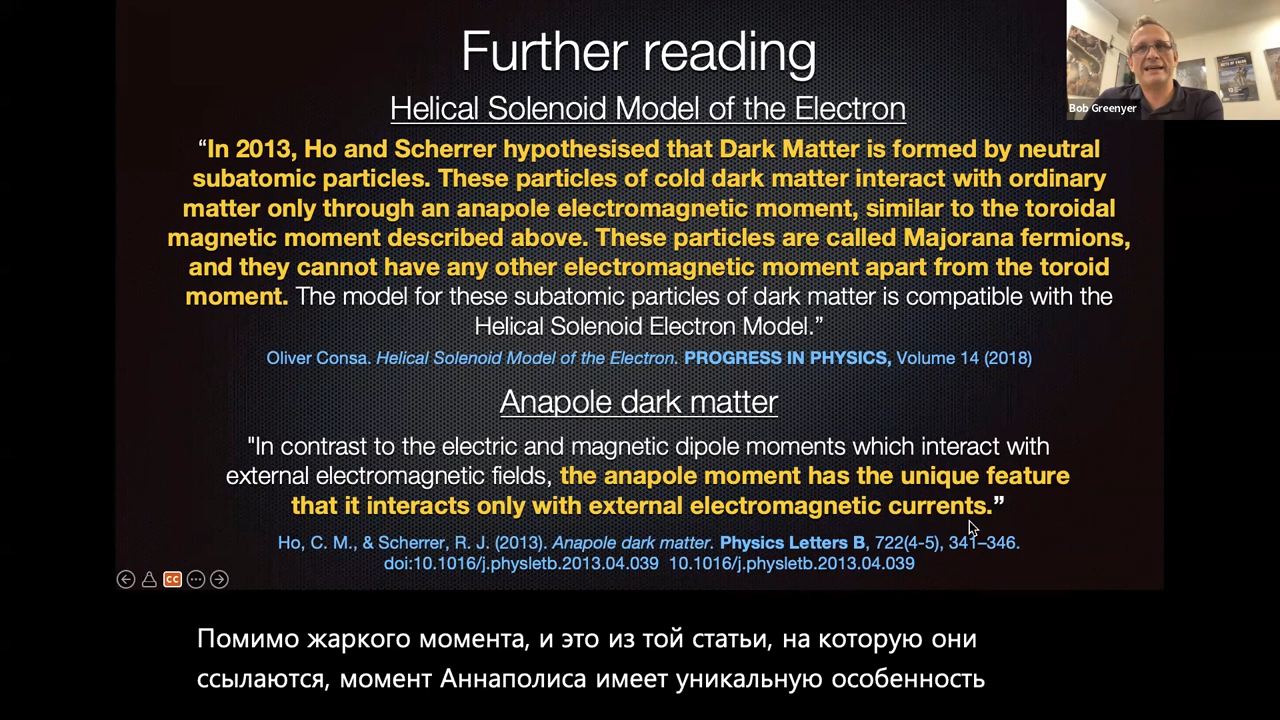 Further reading
Bob Greenyer
Helical Solenoid Model of the Electron
“In 2013, Ho and Scherrer hypothesised that Dark Matter is formed by neutral
subatomic particles. These particles of cold dark matter interact with ordinary
matter only through an anapole electromagnetic moment, similar to the toroidal
magnetic moment described above. These particles are called Majorana fermions,
and they cannot have any other electromagnetic moment apart from the toroid
moment. The model for these subatomic particles of dark matter is compatible with the
Helical Solenoid Electron Model.”
Oliver Consa. Helical Solenoid Model of the Electron. PROGRESS IN PHYSICS, Volume 14 (2018)
Anapole dark matter
"In contrast to the electric and magnetic dipole moments which interact with
external electromagnetic fields, the anapole moment has the unique feature
that it interacts only with external electromagnetic currents.”
Ho, C. M., & Scherrer, R. J. (2013). Anapole dark matter. Physics Letters B, 722(4-5), 341–346.
doi:10.1016/j.physletb.2013.04.039 10.1016/j.physletb.2013.04.039
CC
Помимо жаркого момента, и это из той статьи, на которую они
ссылаются, момент Аннаполиса имеет уникальную особенность